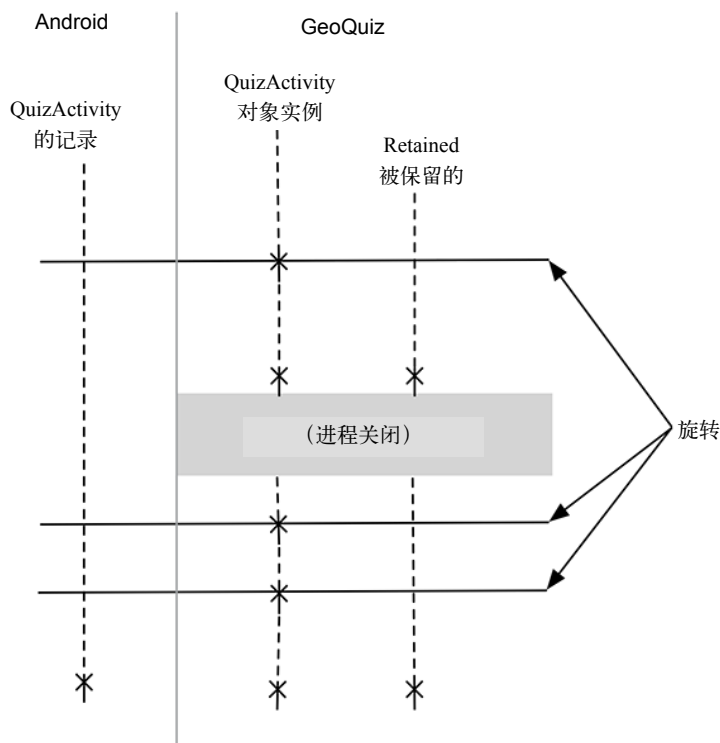 Android
GeoQuiz
QuizActivity
的记录
QuizActivity
对象实例
Retained
被保留的
（进程关闭）
旋转